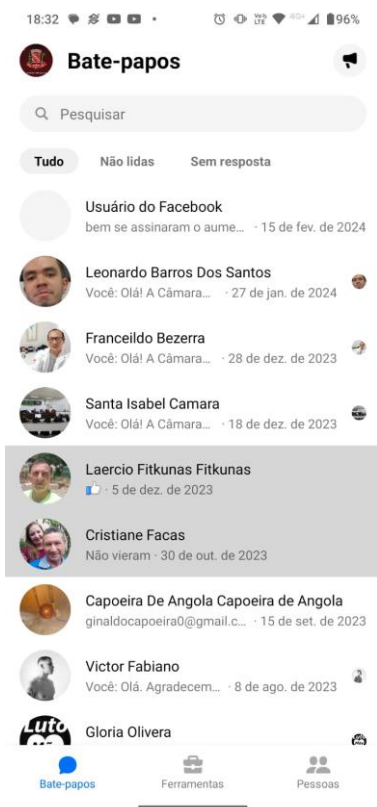 18:32 96%
Bate-papos
Pesquisar
Tudo Não lidas Sem resposta
Usuário do Facebook
bem se assinaram o aume... · 15 de fev. de 2024
Leonardo Barros Dos Santos
Você: Olá! A Câmara... · 27 de jan. de 2024
Franceildo Bezerra
Você: Olá! A Câmara... · 28 de dez. de 2023
Santa Isabel Camara
Você: Olá! A Câmara... · 18 de dez. de 2023
Laercio Fitkunas Fitkunas
· 5 de dez. de 2023
Cristiane Facas
Não vieram · 30 de out. de 2023
Capoeira De Angola Capoeira de Angola
ginaldocapoeira0@gmail.c... · 15 de set. de 2023
Victor Fabiano
Você: Olá. Agradecem... · 8 de ago. de 2023
Luto
Gloria Olivera
Bate-papos Ferramentas Pessoas